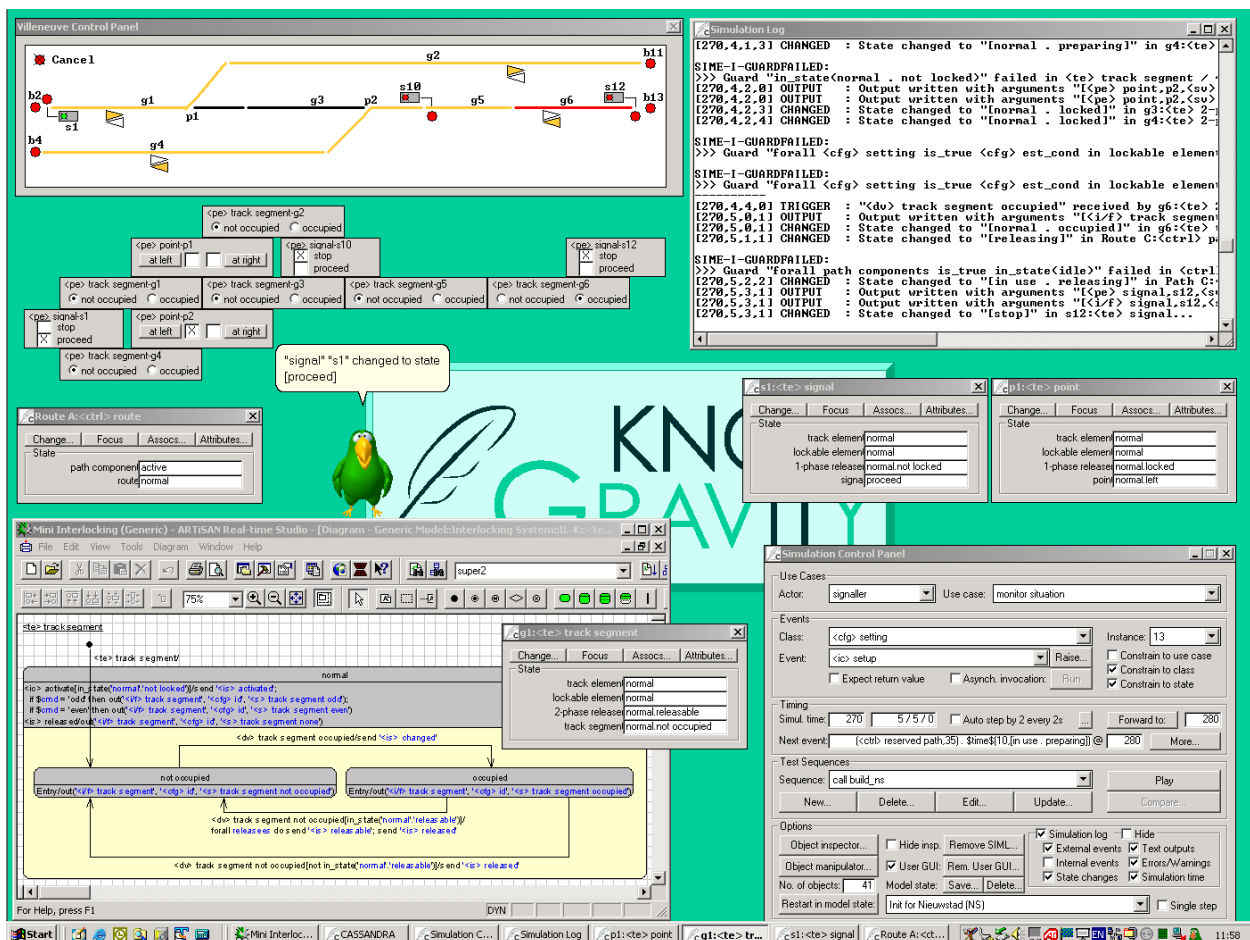 Villeneuve Control Panel
Cancel
b11
g2
b2
g1
g3
p2
s10
g5
s12
g6
b13
s1
p1
b4
g4
Simulation Log
[270,4,1,3] CHANGED : State changed to "[normal . preparing]" in g4:<te>
SIME-I-GUARDFAILED:
>>> Guard "in_state<normal . not locked>" failed in <te> track segment /
[270,4,2,0] OUTPUT : Output written with arguments "[<pe> point,p2,<sv>
[270,4,2,0] OUTPUT : Output written with arguments "[<pe> point,p2,<sv>
[270,4,2,3] CHANGED : State changed to "[normal . locked]" in g3:<te> 2-
[270,4,2,4] CHANGED : State changed to "[normal . locked]" in g4:<te> 2-
SIME-I-GUARDFAILED:
>>> Guard "forall <cfg> setting is_true <cfg> est_cond in lockable element
SIME-I-GUARDFAILED:
>>> Guard "forall <cfg> setting is_true <cfg> est_cond in lockable element
----------
[270,4,4,0] TRIGGER : "<dv> track segment occupied" received by g6:<te>
[270,5,0,1] OUTPUT : Output written with arguments "[<i/f> track segment
[270,5,0,1] CHANGED : State changed to "[normal . occupied]" in g6:<te>
[270,5,1,1] CHANGED : State changed to "[releasing]" in Route C:<ctrl>
SIME-I-GUARDFAILED:
>>> Guard "forall path components is_true in_state<idle>" failed in <ctrl
[270,5,2,2] CHANGED : State changed to "[in use . releasing]" in Path C:
[270,5,3,1] OUTPUT : Output written with arguments "[<pe> signal,s12,<s
[270,5,3,1] OUTPUT : Output written with arguments "[<i/f> signal,s12,<
[270,5,3,1] CHANGED : State changed to "[stop]" in s12:<te> signal...
<pe> track segment-g2
not occupied occupied
<pe> point-p1
at left at right
<pe> signal-s10
stop
proceed
<pe> signal-s12
stop
proceed
<pe> track segment-g1
not occupied occupied
<pe> track segment-g3
not occupied occupied
<pe> track segment-g5
not occupied occupied
<pe> track segment-g6
not occupied occupied
<pe> signal-s1
stop
proceed
<pe> point-p2
at left at right
<pe> track segment-g4
not occupied occupied
"signal" "s1" changed to state
[proceed]
KNO
GRAVITY
Route A:<ctrl> route
Change... Focus Assocs... Attributes...
State
path component active
route normal
s1:<te> signal
Change... Focus Assocs... Attributes...
State
track element normal
lockable element normal
1-phase releaser normal.not locked
signal proceed
p1:<te> point
Change... Focus Assocs... Attributes...
State
track element normal
lockable element normal
1-phase releaser normal.locked
point normal.left
Mini Interlocking (Generic) - ARTiSAN Real-time Studio - [Diagram - Generic Model::Interlocking System::IL-K::<te...
File Edit View Tools Diagram Window Help
super2
75%
<te> track segment
<te> track segment/
normal
<ic> activate[in_state('normal'.'not locked')]/send '<is> activated';
if $cmd = 'odd' then out('<i/f> track segment', '<cfg> id', '<s> track segment odd');
if $cmd = 'even' then out('<i/f> track segment', '<cfg> id', '<s> track segment even')
<is> released/out('<i/f> track segment', '<cfg> id', '<s> track segment none')
<dv> track segment occupied/send '<is> changed'
not occupied
Entry/out('<i/f> track segment', '<cfg> id', '<s> track segment not occupied')
occupied
Entry/out('<i/f> track segment', '<cfg> id', '<s> track segment occupied')
<dv> track segment not occupied[in_state('normal'.'releasable')]/
forall releasees do send '<is> releasable'; send '<is> released'
<dv> track segment not occupied[not in_state('normal'.'releasable')]/send '<is> released'
For Help, press F1
DYN
g1:<te> track segment
Change... Focus Assocs... Attributes...
State
track element normal
lockable element normal
2-phase releaser normal.releasable
track segment normal.not occupied
Simulation Control Panel
Use Cases
Actor: signaller Use case: monitor situation
Events
Class: <cfg> setting Instance: 13
Event: <ic> setup Raise...
Constrain to use case
Constrain to class
Constrain to state
Expect return value Asynch. invocation: Run
Timing
Simul. time: 270 5 / 5 / 0 Auto step by 2 every 2s ... Forward to: 280
Next event: (<ctrl> reserved path,35) . $time$(10,[in use . preparing]) @ 280 More...
Test Sequences
Sequence: call build_ns Play
New... Delete... Edit... Update... Compare...
Options
Object inspector... Hide insp. Remove SIML...
Object manipulator... User GUI: Rem. User GUI...
No. of objects: 41 Model state: Save... Delete...
Simulation log Hide
External events Text outputs
Internal events Errors/Warnings
State changes Simulation time
Restart in model state: Init for Nieuwstad (NS) Single step
Start
Mini Interloc...
CASSANDRA
Simulation C...
Simulation Log
p1:<te> point
g1:<te> tr...
s1:<te> signal
Route A:<ct...
EN
11:58